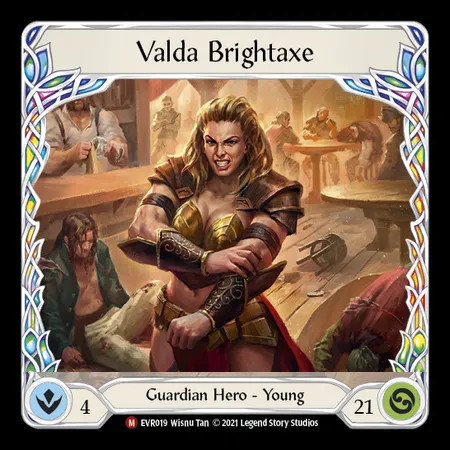 Valda Brightaxe
Guardian Hero - Young
4
21
M EVR019 Wisnu Tan © 2021 Legend Story Studios